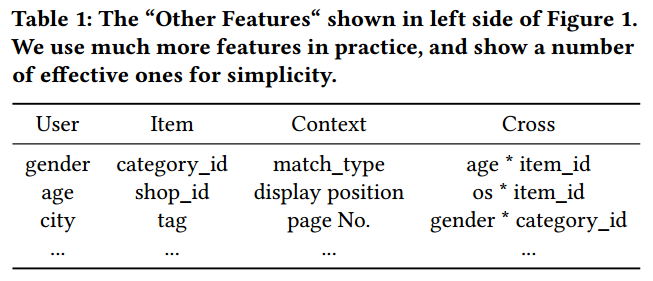 Table 1: The “Other Features“ shown in left side of Figure 1.
We use much more features in practice, and show a number
of effective ones for simplicity.
User Item Context Cross
gender category_id match_type age * item_id
age shop_id display position os * item_id
city tag page No. gender * category_id
... ... ... ...